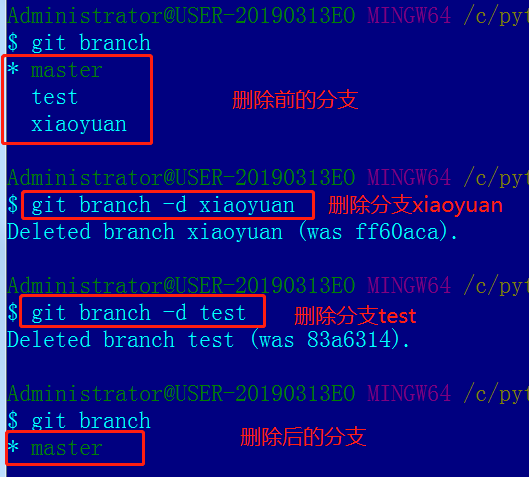 Administrator@USER-20190313EO MINGW64 /c/pyt
$ git branch
* master
test
删除前的分支
xiaoyuan
Administrator@USER-20190313EO MINGW64 /c/pyt
$ git branch -d xiaoyuan 删除分支xiaoyuan
Deleted branch xiaoyuan (was ff60aca).
Administrator@USER-20190313EO MINGW64 /c/pyt
$ git branch -d test 删除分支test
Deleted branch test (was 83a6314).
Administrator@USER-20190313EO MINGW64 /c/pyt
$ git branch
删除后的分支
* master